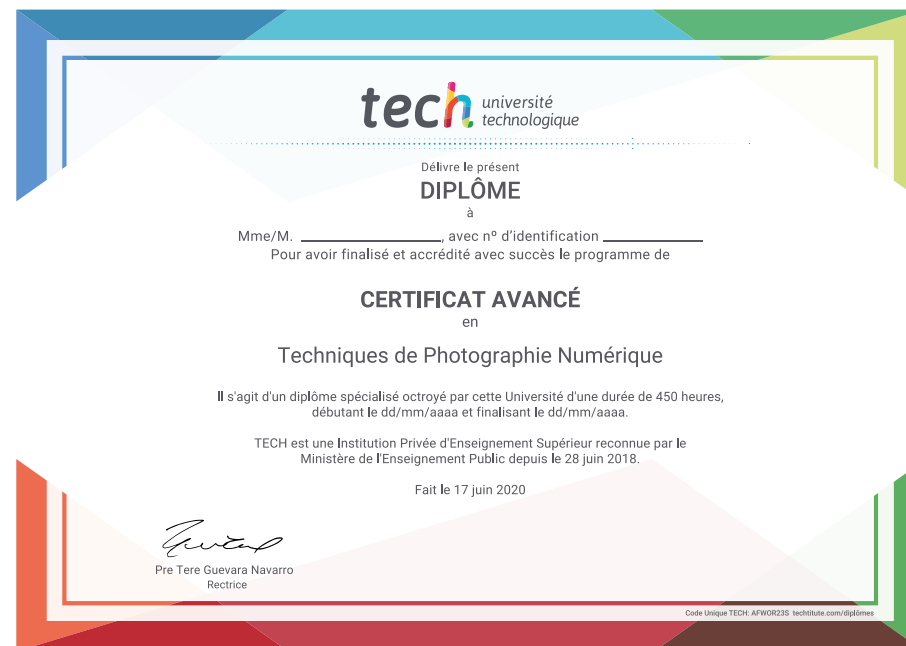 tech université
technologique
Délivre le présent
DIPLÔME
à
Mme/M. ____________________, avec nº d'identification ______________
Pour avoir finalisé et accrédité avec succès le programme de
CERTIFICAT AVANCÉ
en
Techniques de Photographie Numérique
Il s'agit d'un diplôme spécialisé octroyé par cette Université d'une durée de 450 heures,
débutant le dd/mm/aaaa et finalisant le dd/mm/aaaa.
TECH est une Institution Privée d'Enseignement Supérieur reconnue par le
Ministère de l'Enseignement Public depuis le 28 juin 2018.
Fait le 17 juin 2020
Pre Tere Guevara Navarro
Rectrice
Code Unique TECH: AFWOR23S techtitute.com/diplômes